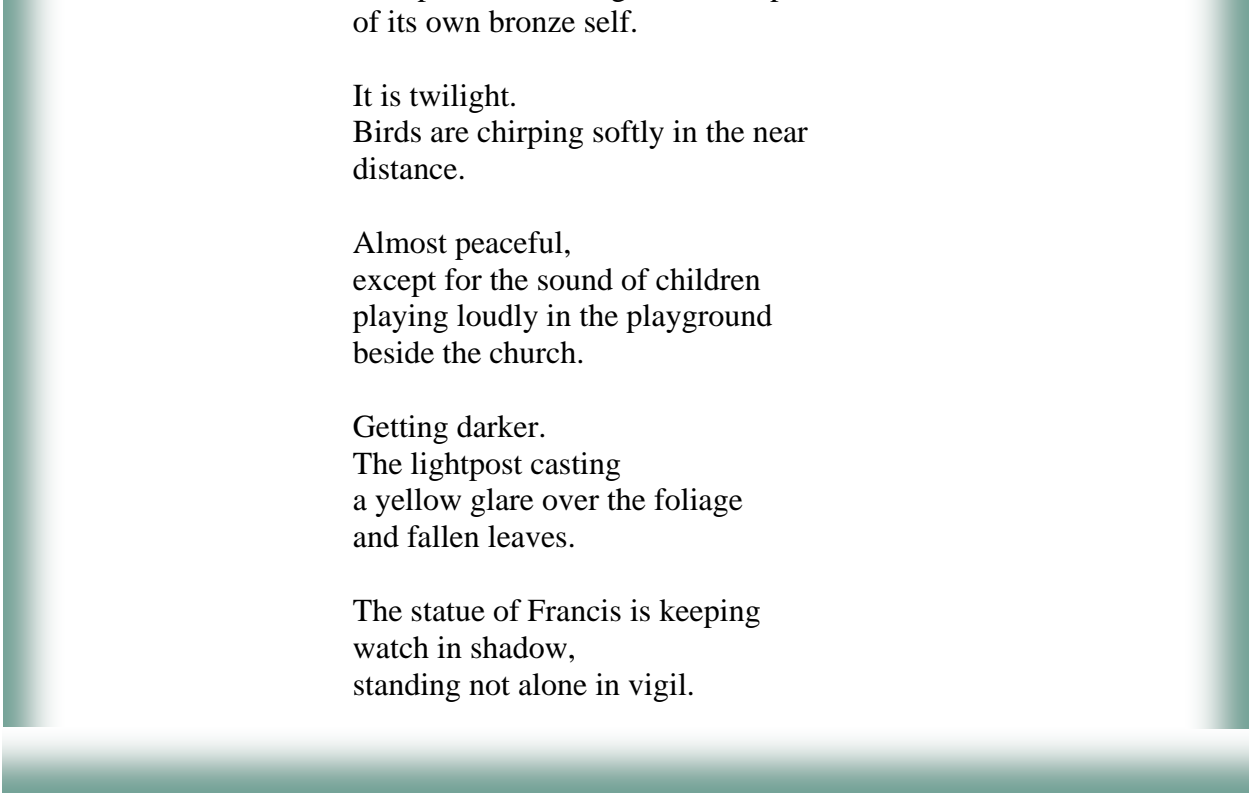 of its own bronze self.
It is twilight.
Birds are chirping softly in the near
distance.
Almost peaceful,
except for the sound of children
playing loudly in the playground
beside the church.
Getting darker.
The lightpost casting
a yellow glare over the foliage
and fallen leaves.
The statue of Francis is keeping
watch in shadow,
standing not alone in vigil.